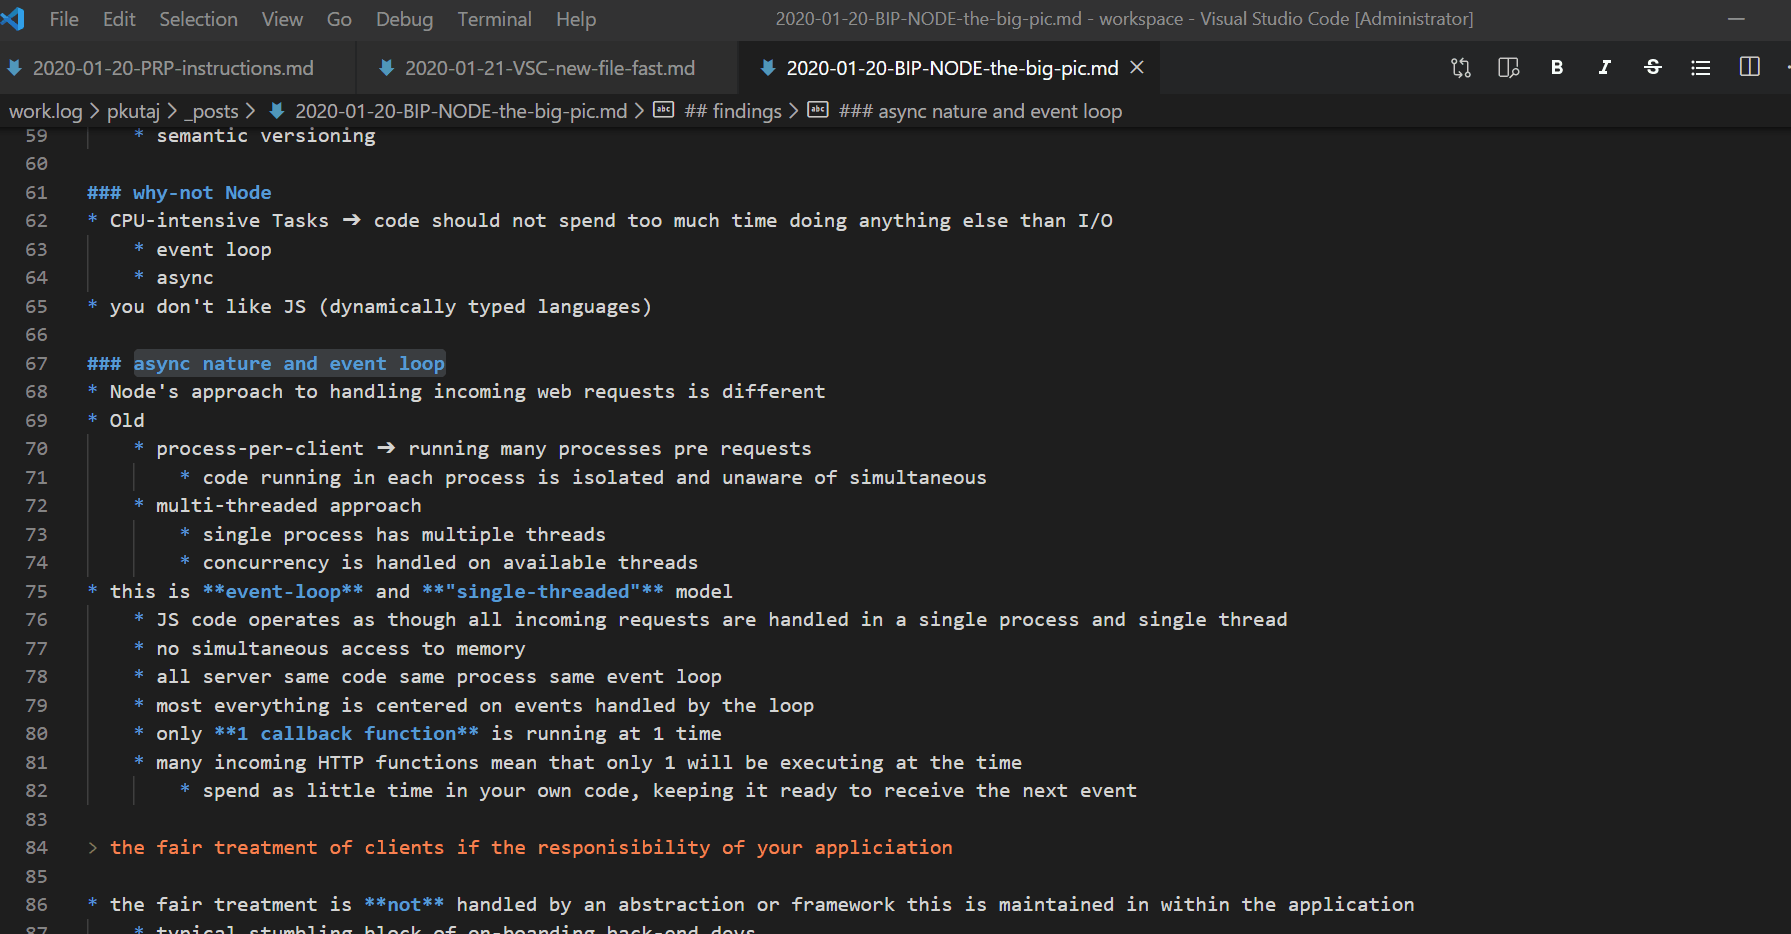 File Edit Selection View Go Debug Terminal Help 2020-01-20-BIP-NODE-the-big-pic.md - workspace - Visual Studio Code [Administrator]
2020-01-20-PRP-instructions.md 2020-01-21-VSC-new-file-fast.md 2020-01-20-BIP-NODE-the-big-pic.md
work.log > pkutaj > _posts > 2020-01-20-BIP-NODE-the-big-pic.md > abc ## findings > abc ### async nature and event loop
59 * semantic versioning
60
61 ### why-not Node
62 * CPU-intensive Tasks ➔ code should not spend too much time doing anything else than I/O
63 * event loop
64 * async
65 * you don't like JS (dynamically typed languages)
66
67 ### async nature and event loop
68 * Node's approach to handling incoming web requests is different
69 * Old
70 * process-per-client ➔ running many processes pre requests
71 * code running in each process is isolated and unaware of simultaneous
72 * multi-threaded approach
73 * single process has multiple threads
74 * concurrency is handled on available threads
75 * this is **event-loop** and **"single-threaded"** model
76 * JS code operates as though all incoming requests are handled in a single process and single thread
77 * no simultaneous access to memory
78 * all server same code same process same event loop
79 * most everything is centered on events handled by the loop
80 * only **1 callback function** is running at 1 time
81 * many incoming HTTP functions mean that only 1 will be executing at the time
82 * spend as little time in your own code, keeping it ready to receive the next event
83
84 > the fair treatment of clients if the responisibility of your appliciation
85
86 * the fair treatment is **not** handled by an abstraction or framework this is maintained in within the application
87 * typical stumbling block of on-boarding back-end devs